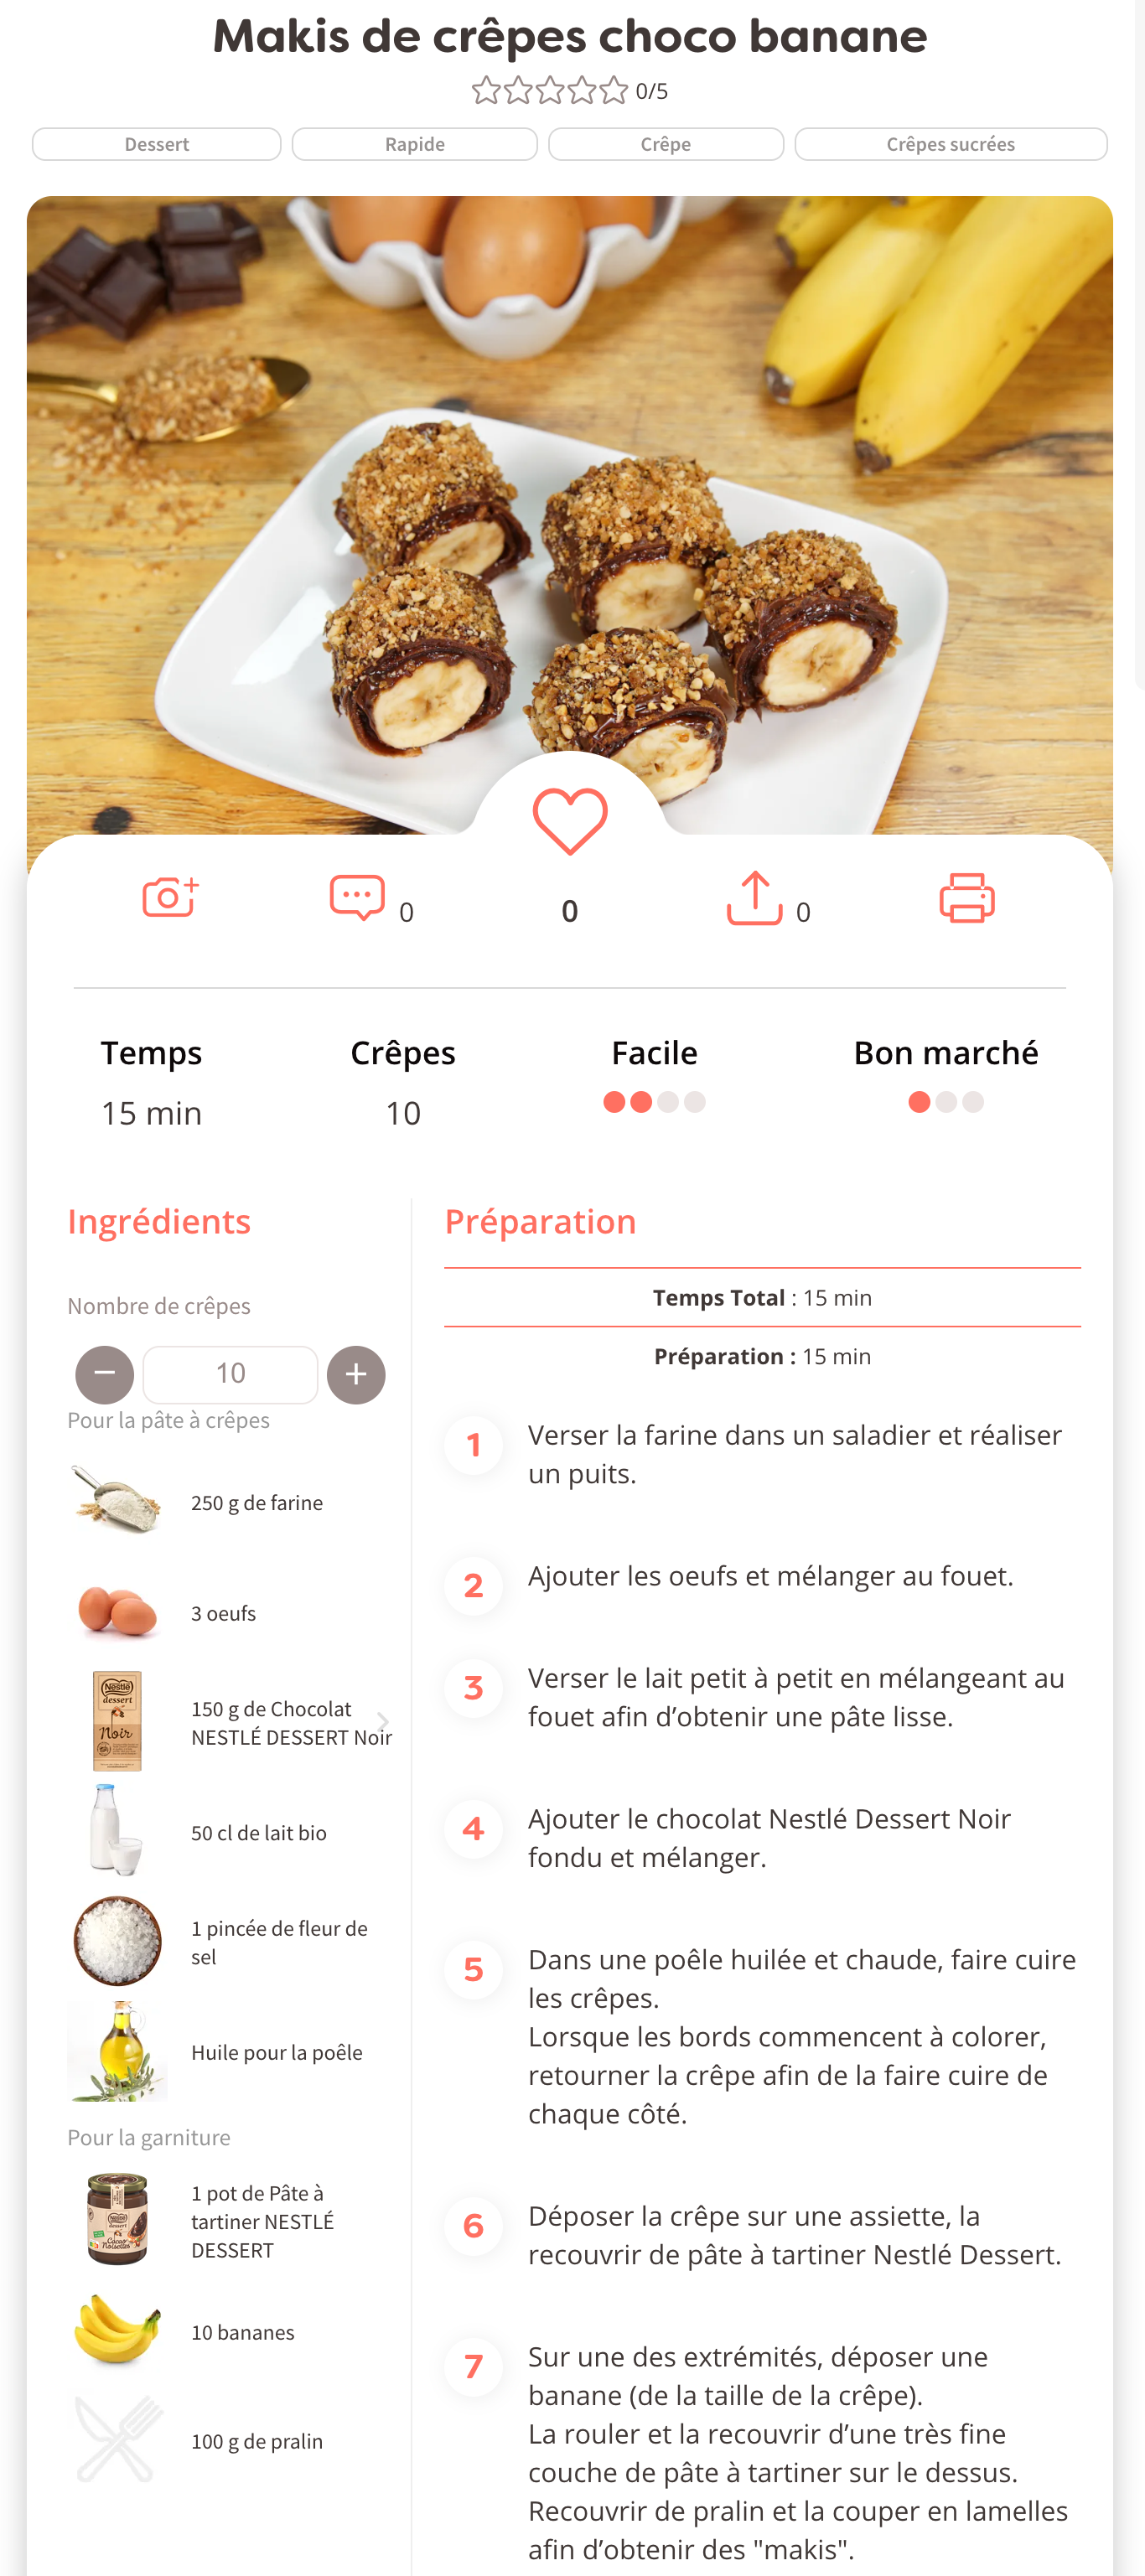 Makis de crêpes choco banane
0/5
Dessert
Rapide
Crêpe
Crêpes sucrées
0
0
0
Temps
15 min
Crêpes
10
Facile
Bon marché
Ingrédients
Nombre de crêpes
− 10 +
Pour la pâte à crêpes
250 g de farine
3 oeufs
Nestlé
dessert
Noir
150 g de Chocolat
NESTLÉ DESSERT Noir
50 cl de lait bio
1 pincée de fleur de
sel
Huile pour la poêle
Pour la garniture
Nestlé
dessert
Cacao
Noisettes
1 pot de Pâte à
tartiner NESTLÉ
DESSERT
10 bananes
100 g de pralin
Préparation
Temps Total : 15 min
Préparation : 15 min
1
Verser la farine dans un saladier et réaliser
un puits.
2
Ajouter les oeufs et mélanger au fouet.
3
Verser le lait petit à petit en mélangeant au
fouet afin d’obtenir une pâte lisse.
4
Ajouter le chocolat Nestlé Dessert Noir
fondu et mélanger.
5
Dans une poêle huilée et chaude, faire cuire
les crêpes.
Lorsque les bords commencent à colorer,
retourner la crêpe afin de la faire cuire de
chaque côté.
6
Déposer la crêpe sur une assiette, la
recouvrir de pâte à tartiner Nestlé Dessert.
7
Sur une des extrémités, déposer une
banane (de la taille de la crêpe).
La rouler et la recouvrir d’une très fine
couche de pâte à tartiner sur le dessus.
Recouvrir de pralin et la couper en lamelles
afin d’obtenir des "makis".